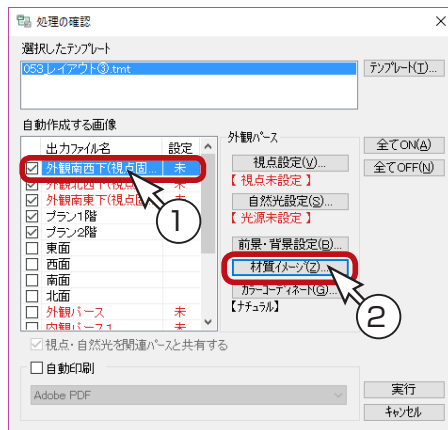 処理の確認
選択したテンプレート
053レイアウト③.tmt
テンプレート(T)...
自動作成する画像
出力ファイル名 設定
外観南西下(視点固... 未
外観北西下(視点 未
外観南東下(視点 未
プラン1階
プラン2階
東面
西面
南面
北面
外観パース 未
内観パース1 未
①
外観パース
視点設定(V)...
【 視点未設定 】
自然光設定(S)...
【 光源未設定 】
前景・背景設定(B)...
材質イメージ(Z)...
カラーコーディネート(G)...
【ナチュラル】
②
全てON(A)
全てOFF(N)
視点・自然光を関連パースと共有する
自動印刷
Adobe PDF
実行
キャンセル